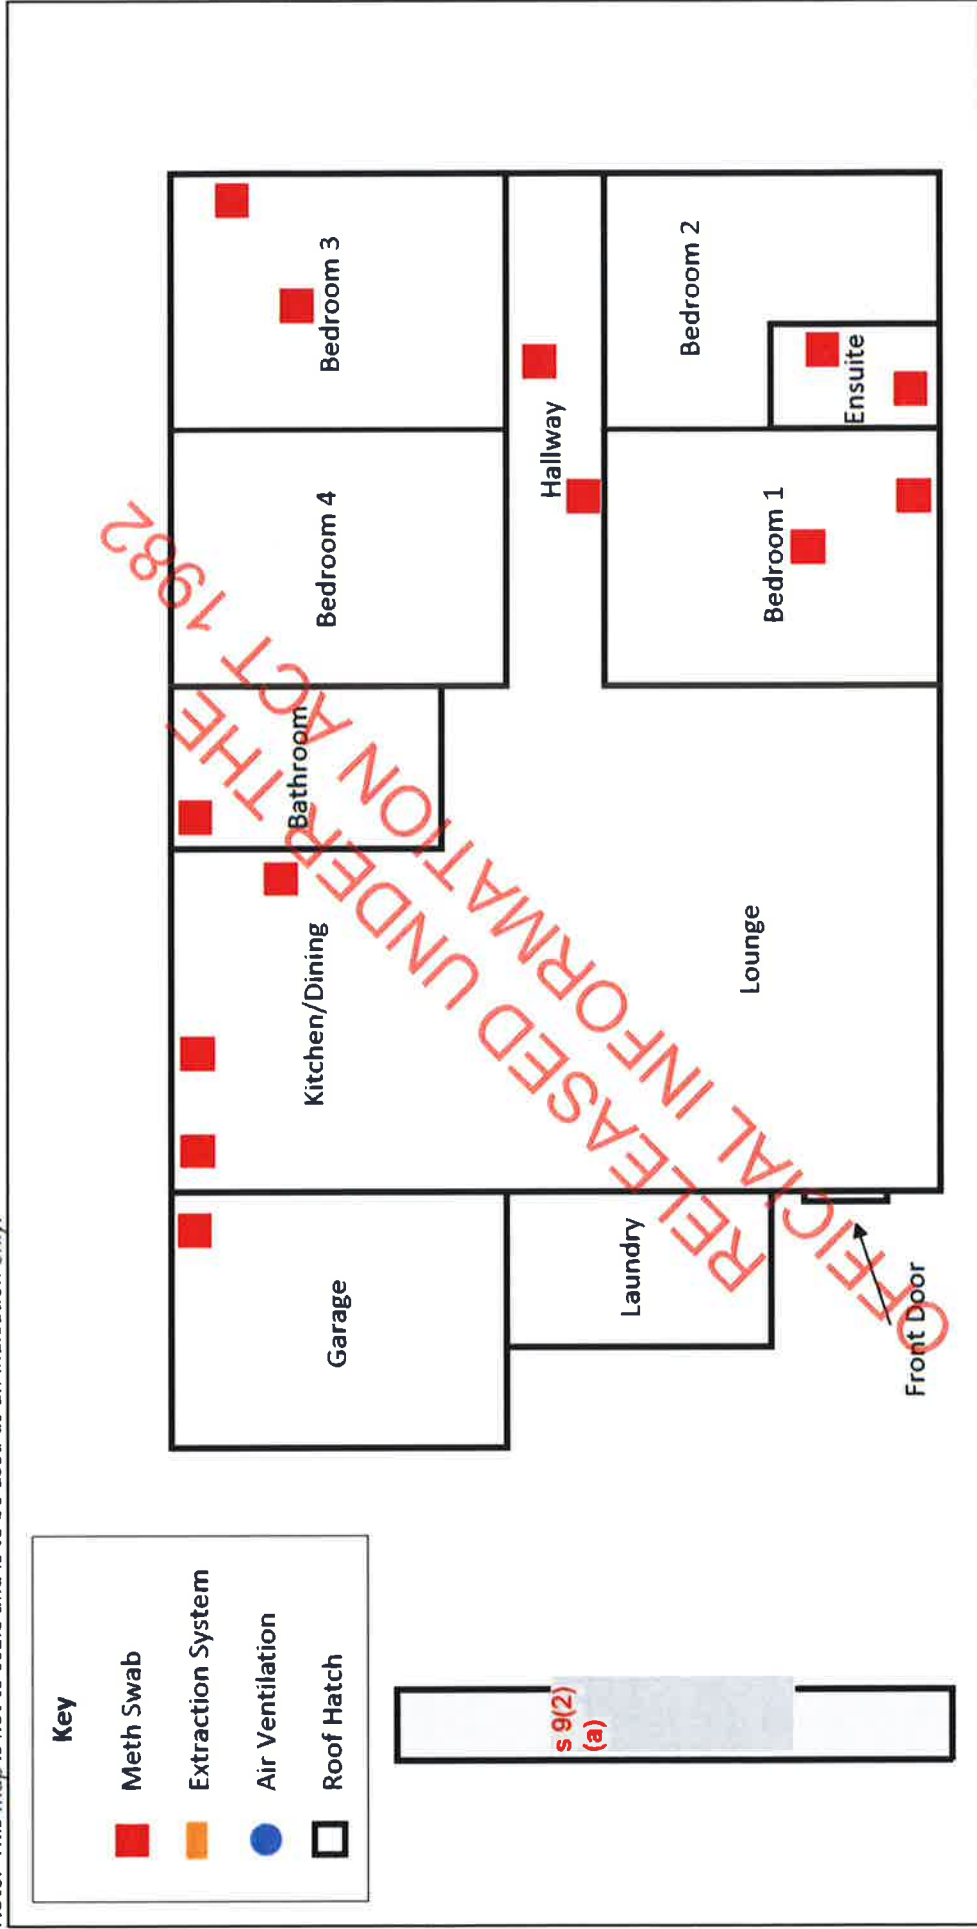 Key
Meth Swab
Extraction System
Air Ventilation
Roof Hatch
s 9(2)
(a)
Garage
Kitchen/Dining
Bathroom
Bedroom 4
Bedroom 3
Laundry
Hallway
Lounge
Bedroom 1
Bedroom 2
Ensuite
Front Door
RELEASED UNDER THE
OFFICIAL INFORMATION ACT 1982